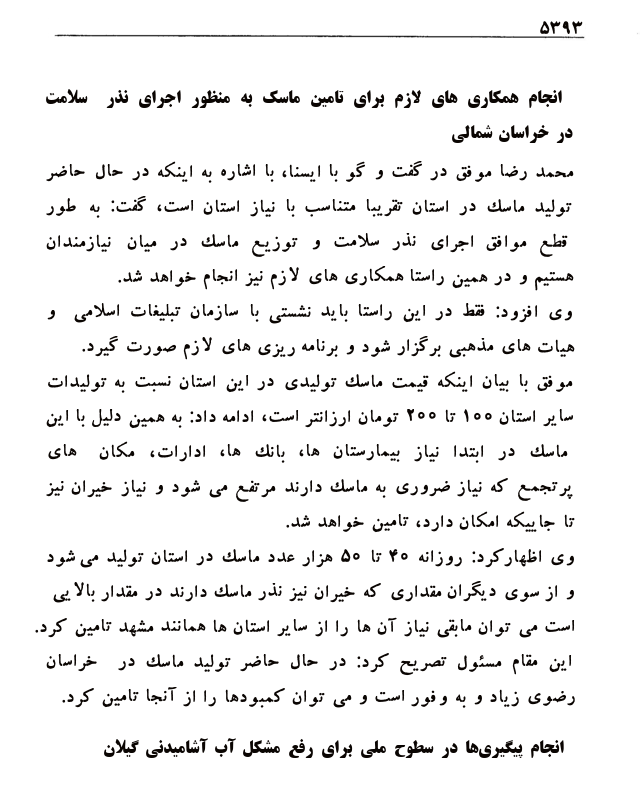 ۵۳۹۳
انجام همکاری های لازم برای تامین ماسک به منظور اجرای نذر سلامت
در خراسان شمالی
محمد رضا موفق در گفت و گو با ایسنا، با اشاره به اینکه در حال حاضر
تولید ماسك در استان تقریبا متناسب با نیاز استان است، گفت: به طور
قطع موافق اجرای نذر سلامت و توزیع ماسك در میان نیازمندان
هستیم و در همین راستا همکاری های لازم نیز انجام خواهد شد.
وی افزود: فقط در این راستا باید نشستی با سازمان تبلیغات اسلامی و
هیات های مذهبی برگزار شود و برنامه ریزی های لازم صورت گیرد.
موفق با بیان اینکه قیمت ماسك تولیدی در این استان نسبت به تولیدات
سایر استان ۱۰۰ تا ۲۰۰ تومان ارزانتر است، ادامه داد: به همین دلیل با این
ماسك در ابتدا نیاز بیمارستان ها، بانك ها، ادارات، مکان های
پرتجمع که نیاز ضروری به ماسك دارند مرتفع می شود و نیاز خیران نیز
تا جاییکه امکان دارد، تامین خواهد شد.
وی اظهارکرد: روزانه ۴۰ تا ۵۰ هزار عدد ماسك در استان تولید می شود
و از سوی دیگران مقداری که خیران نیز نذر ماسك دارند در مقدار بالایی
است می توان مابقی نیاز آن ها را از سایر استان ها همانند مشهد تامین کرد.
این مقام مسئول تصریح کرد: در حال حاضر تولید ماسك در خراسان
رضوی زیاد و به وفور است و می توان کمبودها را از آنجا تامین کرد.
انجام پیگیری‌ها در سطوح ملی برای رفع مشکل آب آشامیدنی گیلان